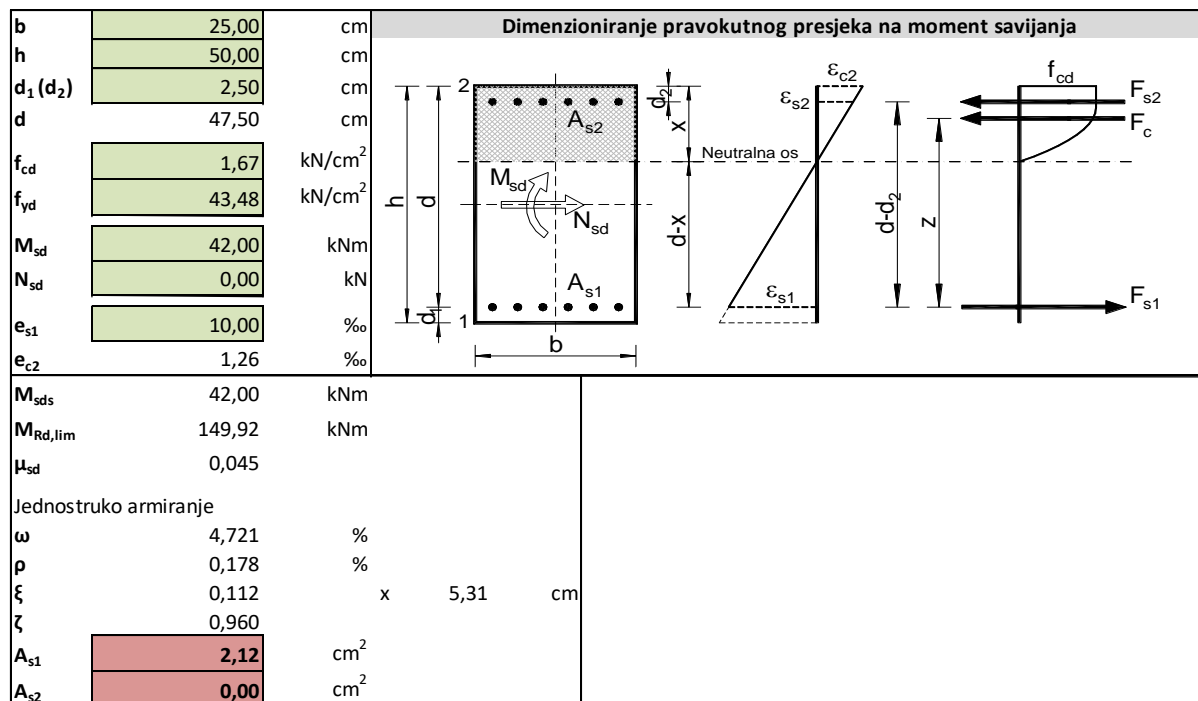 b 25,00 cm
h 50,00 cm
d1 (d2) 2,50 cm
d 47,50 cm
fcd 1,67 kN/cm2
fyd 43,48 kN/cm2
Msd 42,00 kNm
Nsd 0,00 kN
es1 10,00 ‰
ec2 1,26 ‰
Dimenzioniranje pravokutnog presjeka na moment savijanja
2
As2
d2
x
h
d
Msd
Nsd
d-x
As1
d1
1
b
Neutralna os
εc2
εs2
εs1
fcd
Fs2
Fc
d-d2
z
Fs1
Msds 42,00 kNm
MRd,lim 149,92 kNm
μsd 0,045
Jednostruko armiranje
ω 4,721 %
ρ 0,178 %
ξ 0,112 x 5,31 cm
ζ 0,960
As1 2,12 cm2
As2 0,00 cm2